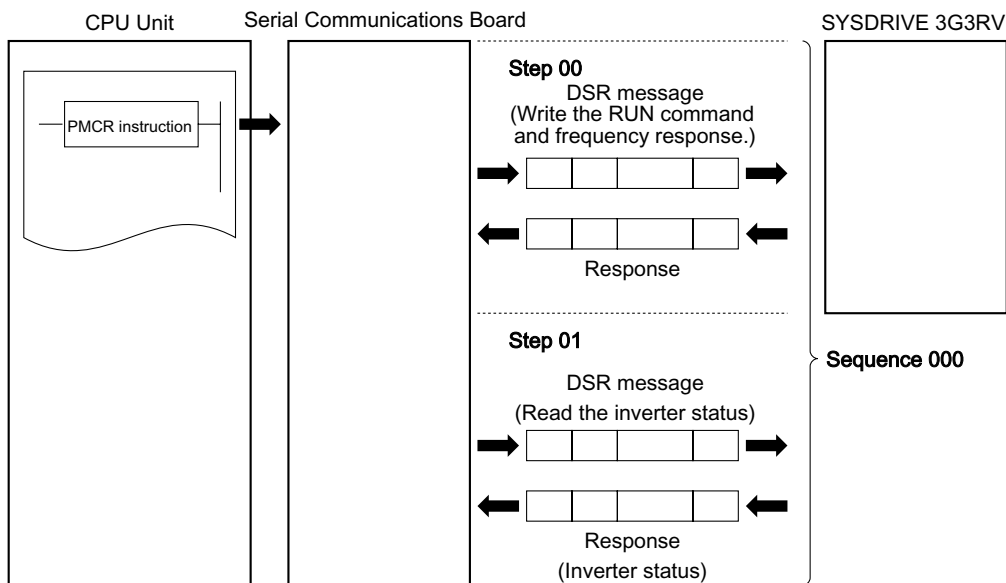 CPU Unit
Serial Communications Board
SYSDRIVE 3G3RV
PMCR instruction
Step 00
DSR message
(Write the RUN command
and frequency response.)
Response
Step 01
DSR message
(Read the inverter status)
Response
(Inverter status)
Sequence 000